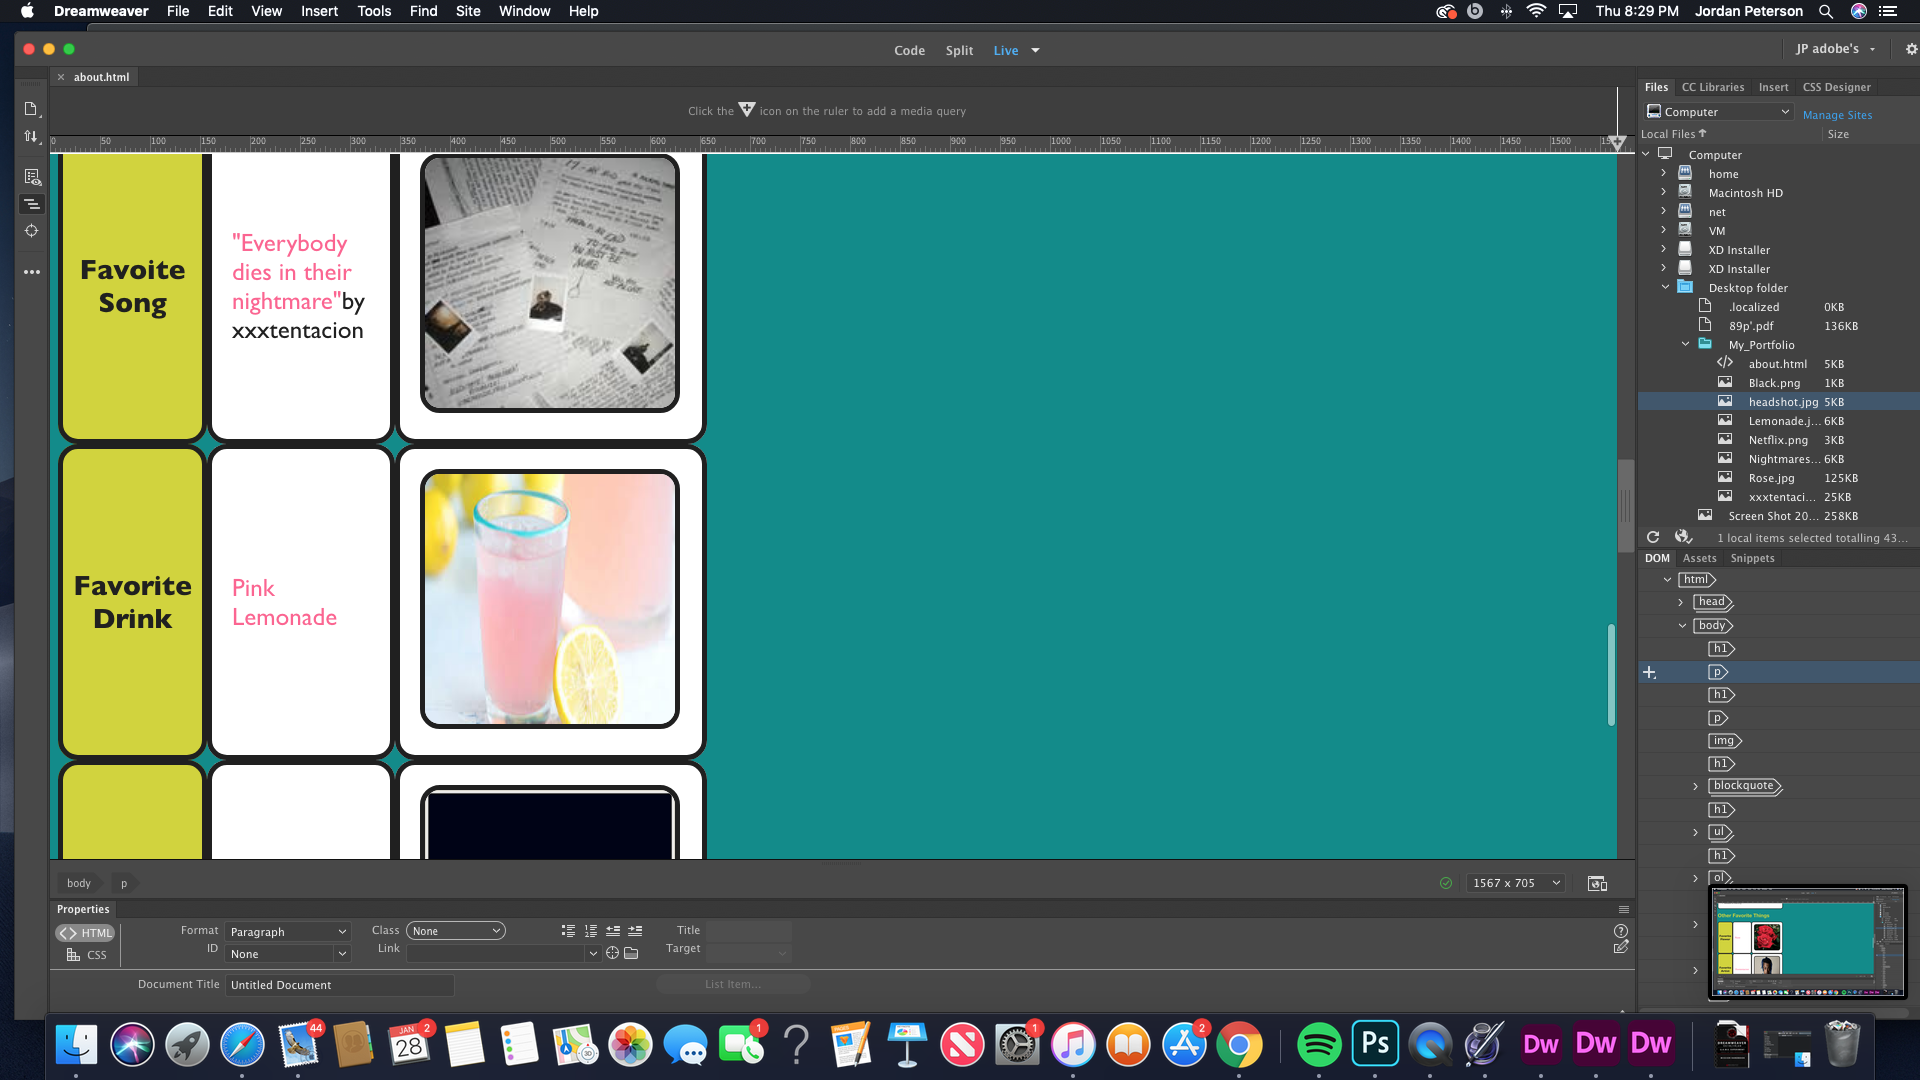 Dreamweaver File Edit View Insert Tools Find Site Window Help
Thu 8:29 PM Jordan Peterson
Code Split Live
JP adobe's
about.html
Click the icon on the ruler to add a media query
0 50 100 150 200 250 300 350 400 450 500 550 600 650 700 750 800 850 900 950 1000 1050 1100 1150 1200 1250 1300 1350 1400 1450 1500
Favoite
Song
"Everybody
dies in their
nightmare"by
xxxtentacion
Favorite
Drink
Pink
Lemonade
Files CC Libraries Insert CSS Designer
Computer
Manage Sites
Local Files Size
Computer
home
Macintosh HD
net
VM
XD Installer
XD Installer
Desktop folder
.localized 0KB
89p'.pdf 136KB
My_Portfolio
about.html 5KB
Black.png 1KB
headshot.jpg 5KB
Lemonade.j... 6KB
Netflix.png 3KB
Nightmares... 6KB
Rose.jpg 125KB
xxxtentaci... 25KB
Screen Shot 20... 258KB
1 local items selected totalling 43...
DOM Assets Snippets
html
head
body
h1
p
h1
p
img
h1
blockquote
h1
ul
h1
ol
body p
1567 x 705
Properties
HTML
CSS
Format Paragraph
ID None
Class None
Link
Title
Target
Document Title Untitled Document
List Item...
Other Favorite Things
44
JAN
28
2
1
1
2
Ps
Dw
Dw
Dw